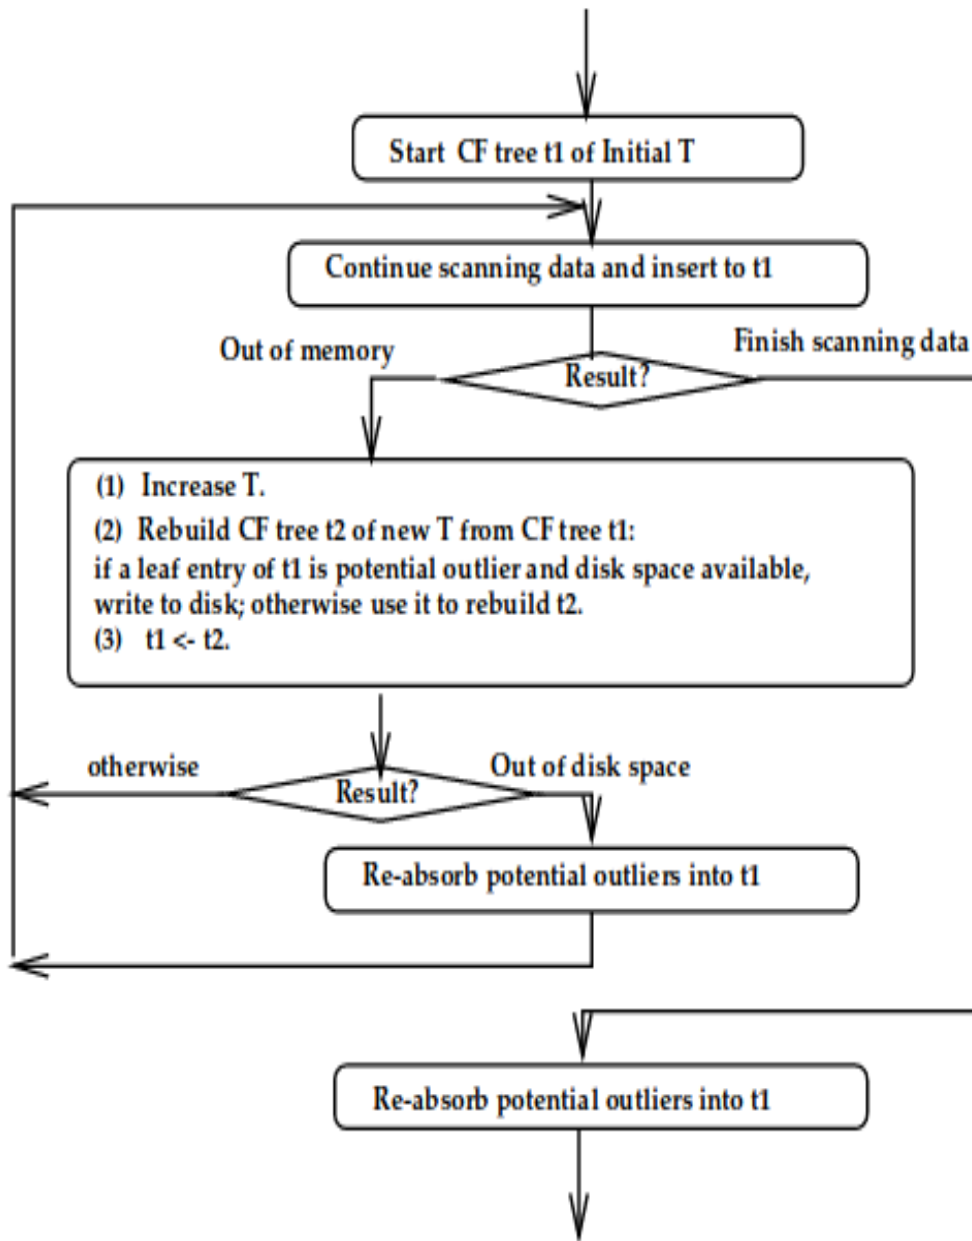 Start CF tree t1 of Initial T
Continue scanning data and insert to t1
Out of memory
Finish scanning data
Result?
(1) Increase T.
(2) Rebuild CF tree t2 of new T from CF tree t1:
if a leaf entry of t1 is potential outlier and disk space available,
write to disk; otherwise use it to rebuild t2.
(3) t1 <- t2.
otherwise
Out of disk space
Result?
Re-absorb potential outliers into t1
Re-absorb potential outliers into t1